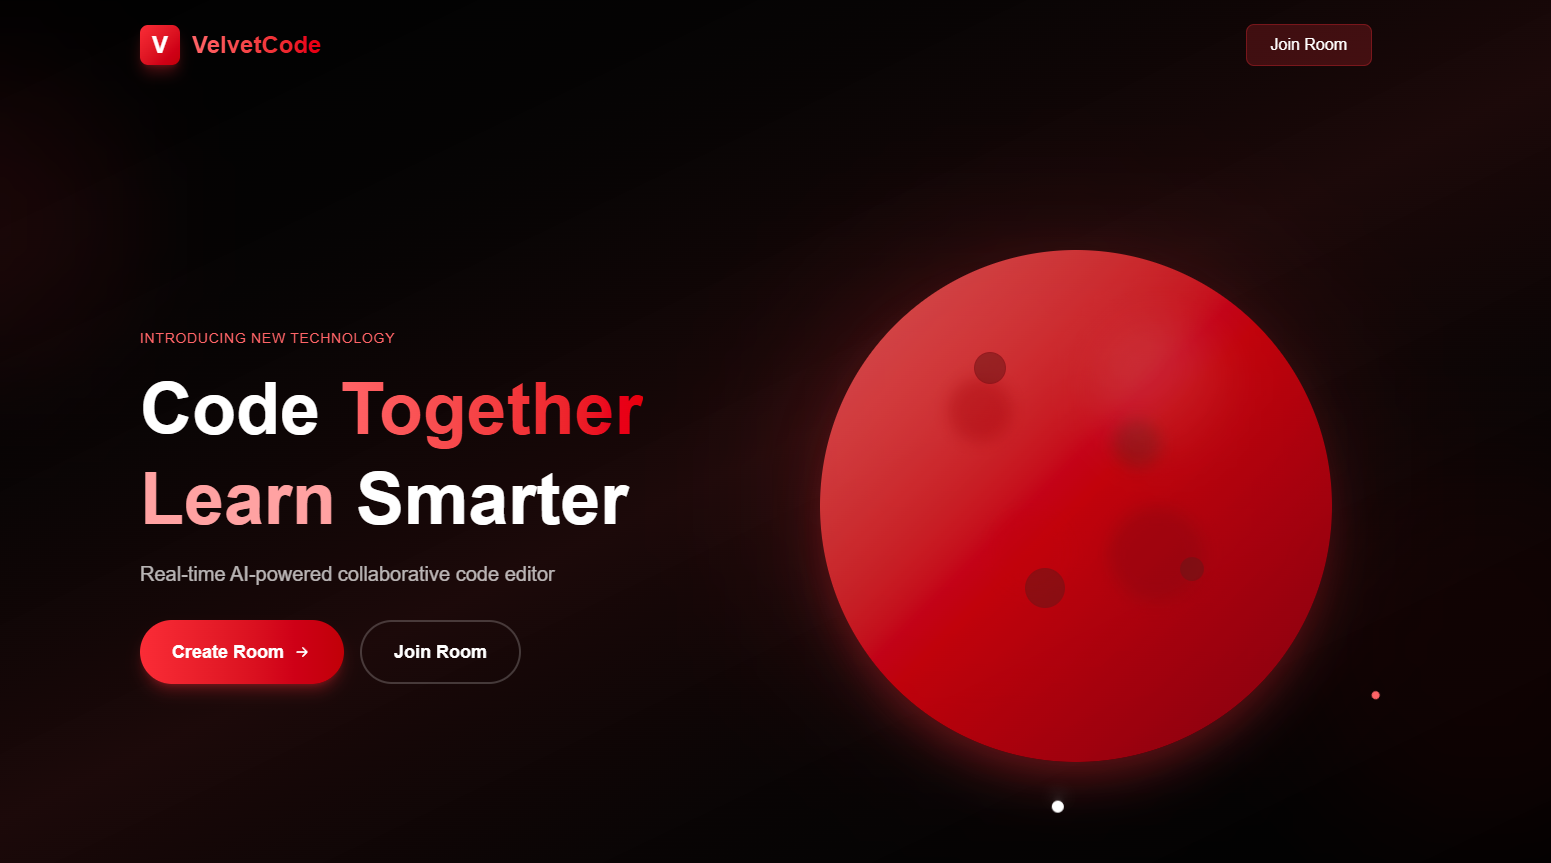 V VelvetCode
Join Room
INTRODUCING NEW TECHNOLOGY
Code Together
Learn Smarter
Real-time AI-powered collaborative code editor
Create Room →
Join Room